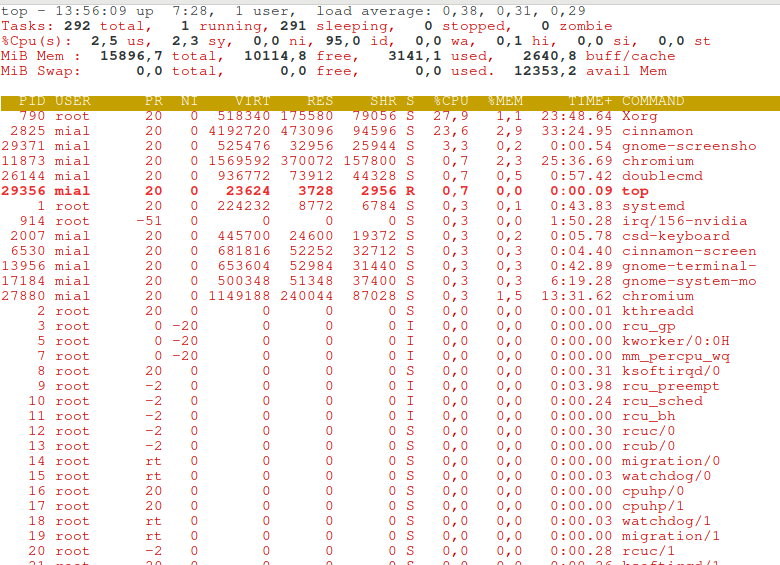 top - 13:56:09 up  7:28,  1 user,  load average: 0,38, 0,31, 0,29
Tasks: 292 total,   1 running, 291 sleeping,   0 stopped,   0 zombie
%Cpu(s):  2,5 us,  2,3 sy,  0,0 ni, 95,0 id,  0,0 wa,  0,1 hi,  0,0 si,  0,0 st
MiB Mem :  15896,7 total,  10114,8 free,   3141,1 used,   2640,8 buff/cache
MiB Swap:      0,0 total,      0,0 free,      0,0 used.  12353,2 avail Mem
PID USER      PR  NI    VIRT    RES    SHR S  %CPU  %MEM     TIME+ COMMAND
790 root      20   0  518340 175580  79056 S  27,9   1,1  23:48.64 Xorg
2825 mial      20   0 4192720 473096  94596 S  23,6   2,9  33:24.95 cinnamon
29371 mial      20   0  525476  32956  25944 S   3,3   0,2   0:00.54 gnome-screensho
11873 mial      20   0 1569592 370072 157800 S   0,7   2,3  25:36.69 chromium
26144 mial      20   0  936772  73912  44328 S   0,7   0,5   0:57.42 doublecmd
29356 mial      20   0   23624   3728   2956 R   0,7   0,0   0:00.09 top
1 root      20   0  224232   8772   6784 S   0,3   0,1   0:43.83 systemd
914 root     -51   0       0      0      0 S   0,3   0,0   1:50.28 irq/156-nvidia
2007 mial      20   0  445700  24600  19372 S   0,3   0,2   0:05.78 csd-keyboard
6530 mial      20   0  681816  52252  32712 S   0,3   0,3   0:04.40 cinnamon-screen
13956 mial      20   0  653604  52984  31440 S   0,3   0,3   0:42.89 gnome-terminal-
17184 mial      20   0  500348  51348  37400 S   0,3   0,3   6:19.28 gnome-system-mo
27880 mial      20   0 1149188 240044  87028 S   0,3   1,5  13:31.62 chromium
2 root      20   0       0      0      0 S   0,0   0,0   0:00.01 kthreadd
3 root       0 -20       0      0      0 I   0,0   0,0   0:00.00 rcu_gp
5 root       0 -20       0      0      0 I   0,0   0,0   0:00.00 kworker/0:0H
7 root       0 -20       0      0      0 I   0,0   0,0   0:00.00 mm_percpu_wq
8 root      20   0       0      0      0 S   0,0   0,0   0:00.31 ksoftirqd/0
9 root      -2   0       0      0      0 I   0,0   0,0   0:03.98 rcu_preempt
10 root      -2   0       0      0      0 I   0,0   0,0   0:00.24 rcu_sched
11 root      -2   0       0      0      0 I   0,0   0,0   0:00.00 rcu_bh
12 root      -2   0       0      0      0 S   0,0   0,0   0:00.30 rcuc/0
13 root      -2   0       0      0      0 S   0,0   0,0   0:00.00 rcub/0
14 root      rt   0       0      0      0 S   0,0   0,0   0:00.00 migration/0
15 root      rt   0       0      0      0 S   0,0   0,0   0:00.03 watchdog/0
16 root      20   0       0      0      0 S   0,0   0,0   0:00.00 cpuhp/0
17 root      20   0       0      0      0 S   0,0   0,0   0:00.00 cpuhp/1
18 root      rt   0       0      0      0 S   0,0   0,0   0:00.03 watchdog/1
19 root      rt   0       0      0      0 S   0,0   0,0   0:00.00 migration/1
20 root      -2   0       0      0      0 S   0,0   0,0   0:00.28 rcuc/1